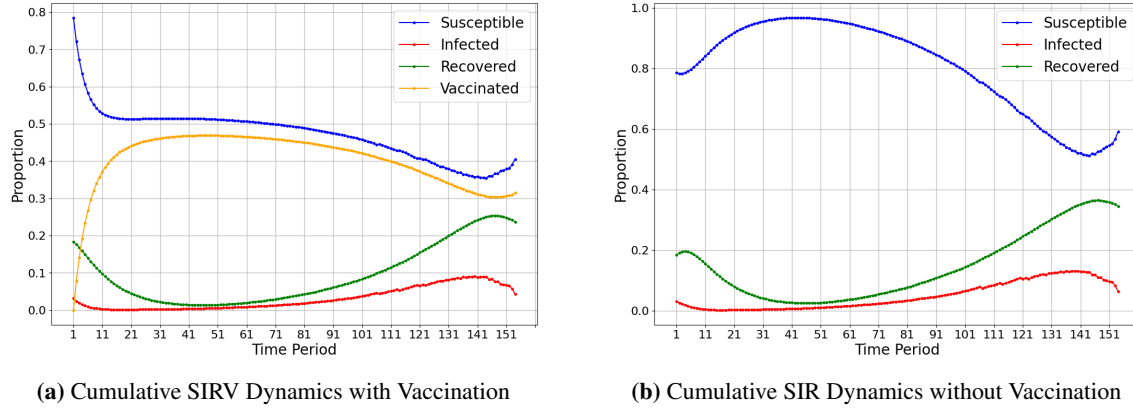 0.8
0.7
0.6
0.5
0.4
0.3
0.2
0.1
0.0
Proportion
Susceptible
Infected
Recovered
Vaccinated
1 11 21 31 41 51 61 71 81 91 101 111 121 131 141 151
Time Period
(a) Cumulative SIRV Dynamics with Vaccination
1.0
0.8
0.6
0.4
0.2
0.0
Proportion
Susceptible
Infected
Recovered
1 11 21 31 41 51 61 71 81 91 101 111 121 131 141 151
Time Period
(b) Cumulative SIR Dynamics without Vaccination